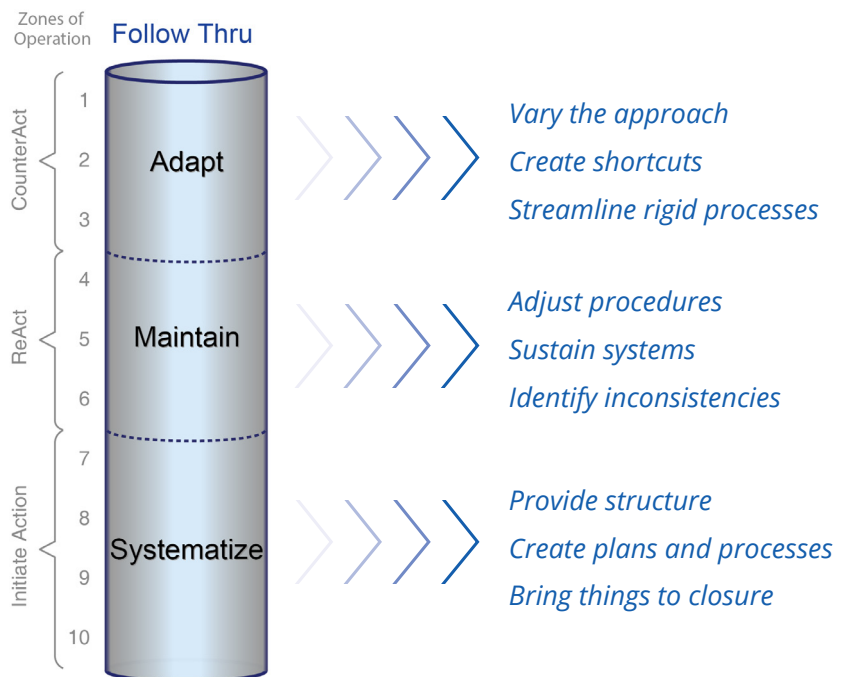 Zones of
Operation
Follow Thru
CounterAct
1
2
3
Adapt
Vary the approach
Create shortcuts
Streamline rigid processes
ReAct
4
5
6
Maintain
Adjust procedures
Sustain systems
Identify inconsistencies
Initiate Action
7
8
9
10
Systematize
Provide structure
Create plans and processes
Bring things to closure